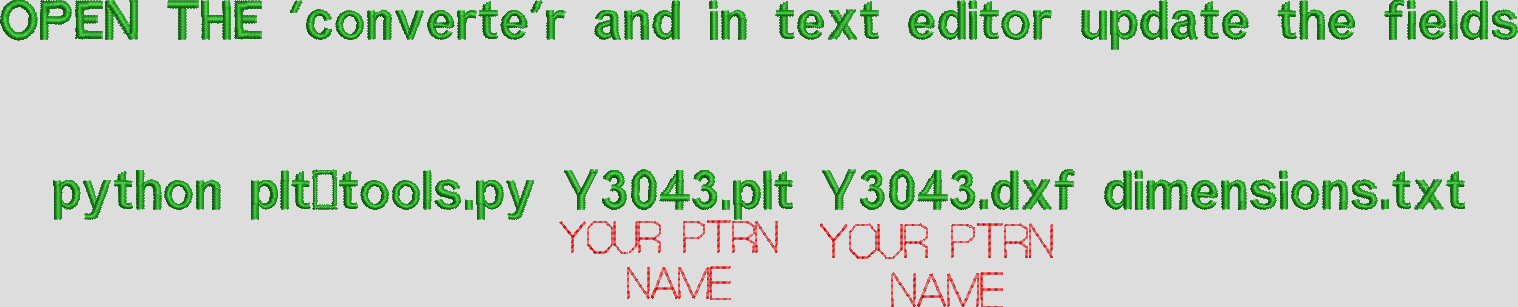 OPEN THE 'converte'r and in text editor update the fields
python plt▯tools.py Y3043.plt Y3043.dxf dimensions.txt
YOUR PTRN YOUR PTRN
NAME NAME